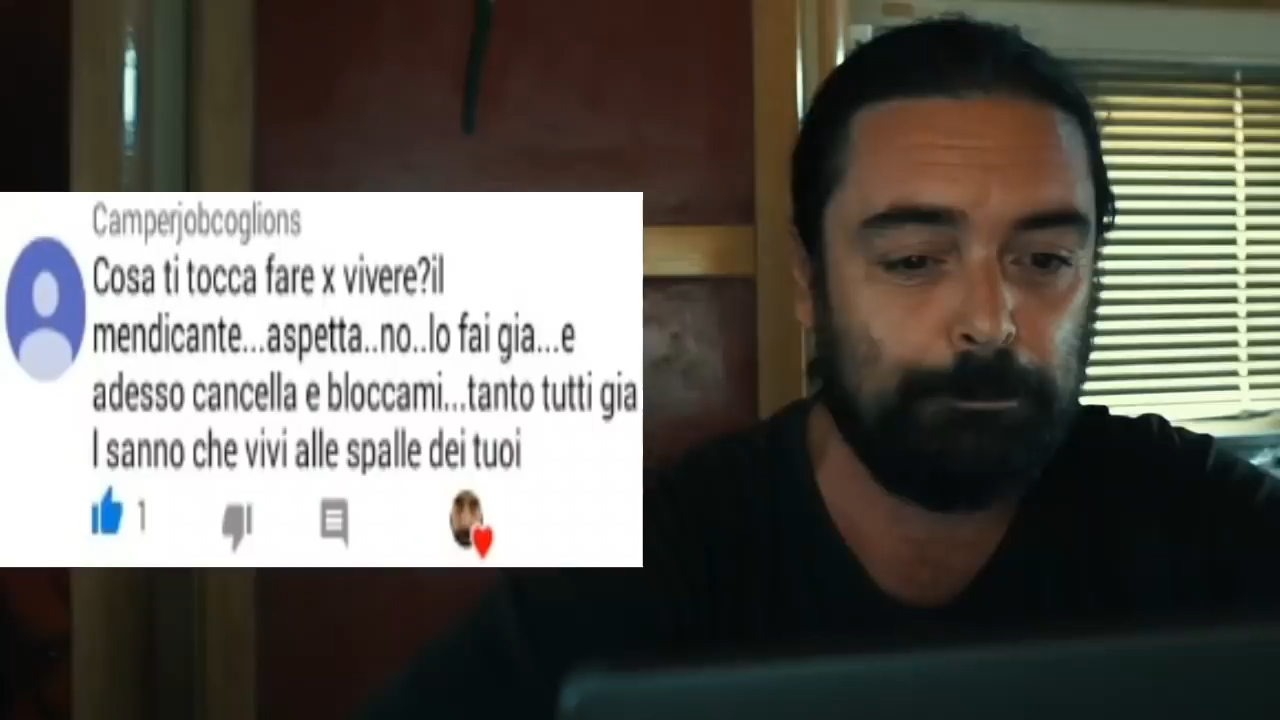 Camperjobcoglions
Cosa ti tocca fare x vivere?il
mendicante...aspetta..no..lo fai gia...e
adesso cancella e bloccami...tanto tutti gia
l sanno che vivi alle spalle dei tuoi
1